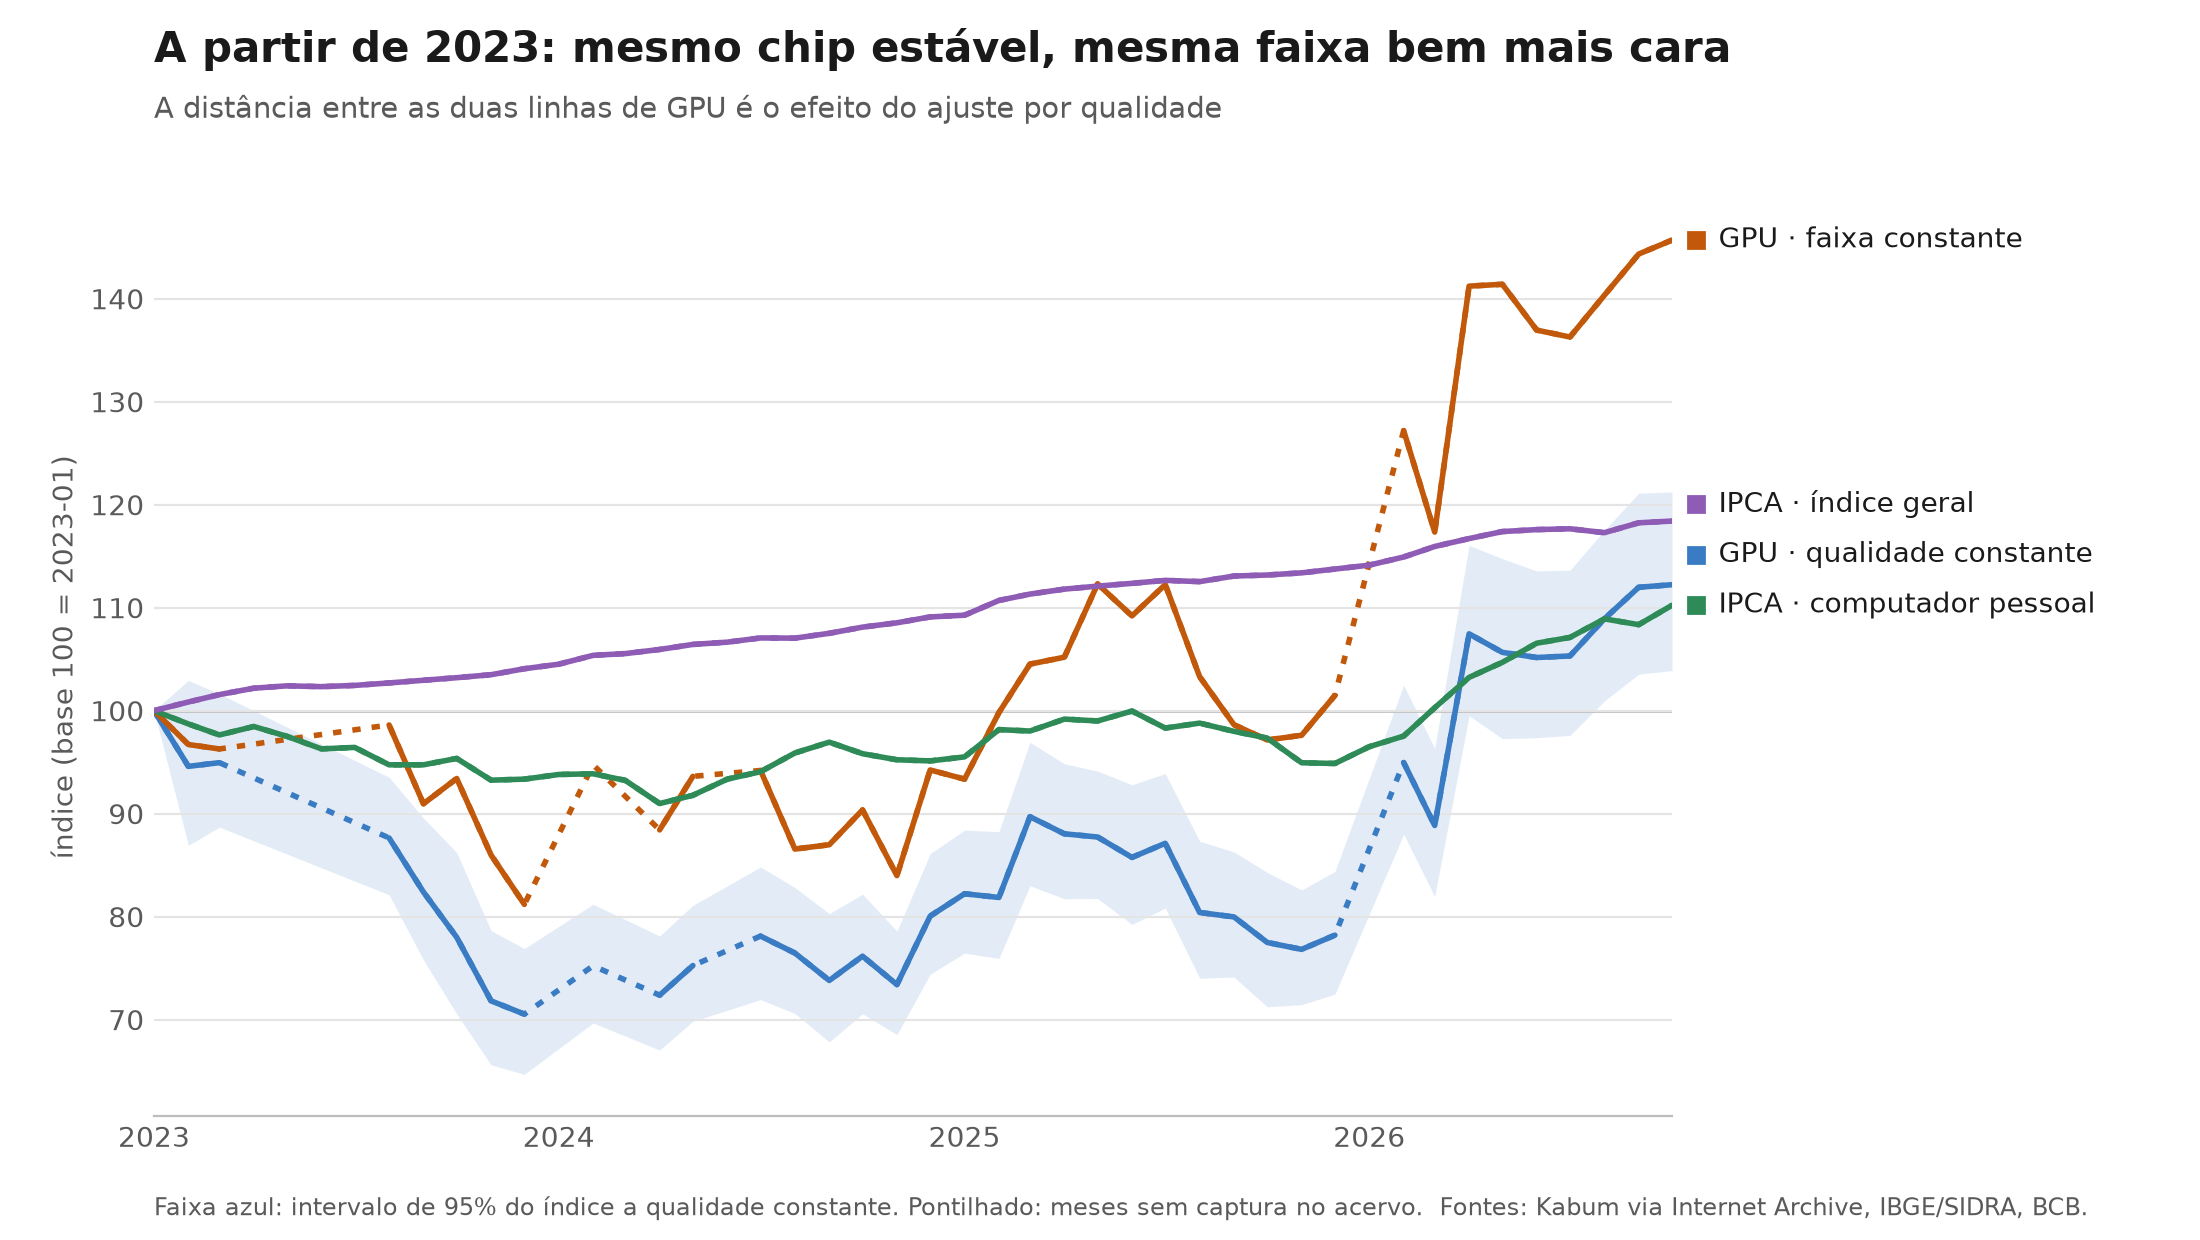 A partir de 2023: mesmo chip estável, mesma faixa bem mais cara
A distância entre as duas linhas de GPU é o efeito do ajuste por qualidade
índice (base 100 = 2023-01)
140
130
120
110
100
90
80
70
2023
2024
2025
2026
GPU · faixa constante
IPCA · índice geral
GPU · qualidade constante
IPCA · computador pessoal
Faixa azul: intervalo de 95% do índice a qualidade constante. Pontilhado: meses sem captura no acervo.  Fontes: Kabum via Internet Archive, IBGE/SIDRA, BCB.